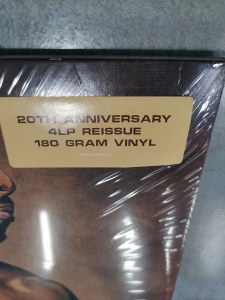 20TH ANNIVERSARY
4LP REISSUE
180 GRAM VINYL